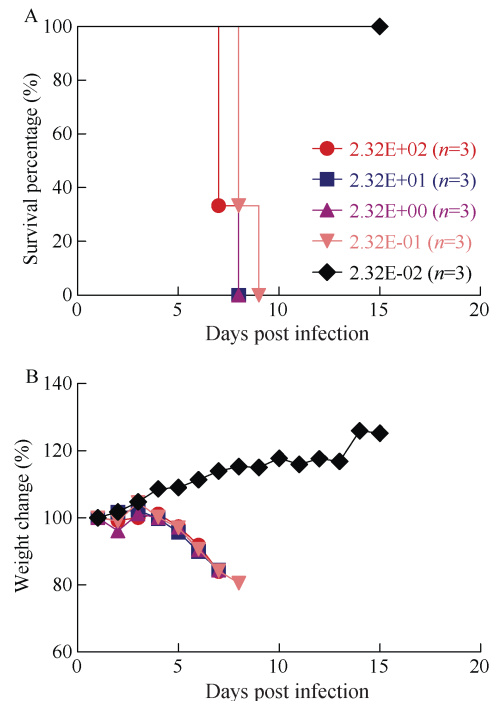 A
Survival percentage (%)
100
80
60
40
20
0
2.32E+02 (n=3)
2.32E+01 (n=3)
2.32E+00 (n=3)
2.32E-01 (n=3)
2.32E-02 (n=3)
0 5 10 15 20
Days post infection
B
Weight change (%)
140
120
100
80
60
0 5 10 15 20
Days post infection